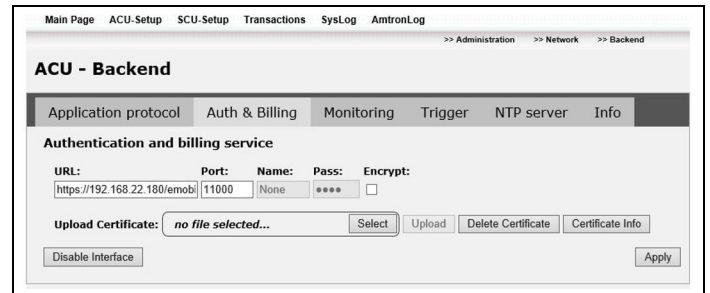 Main Page ACU-Setup SCU-Setup Transactions SysLog AmtronLog
>> Administration >> Network >> Backend
ACU - Backend
Application protocol Auth & Billing Monitoring Trigger NTP server Info
Authentication and billing service
URL: Port: Name: Pass: Encrypt:
https://192.168.22.180/emobi 11000 None ●●●●
Upload Certificate: no file selected... Select Upload Delete Certificate Certificate Info
Disable Interface Apply